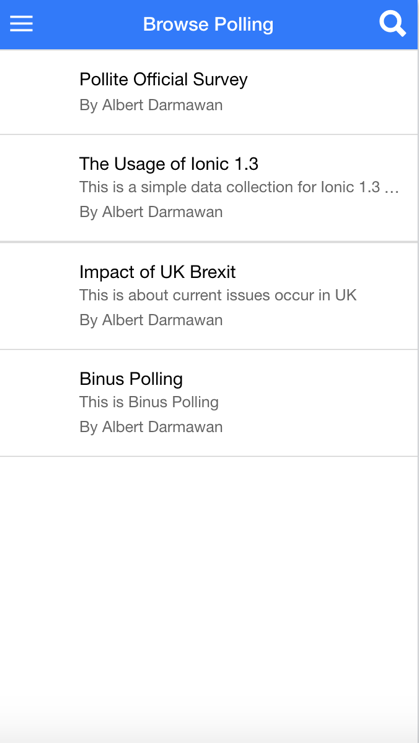 Browse Polling
Pollite Official Survey
By Albert Darmawan
The Usage of Ionic 1.3
This is a simple data collection for Ionic 1.3 ...
By Albert Darmawan
Impact of UK Brexit
This is about current issues occur in UK
By Albert Darmawan
Binus Polling
This is Binus Polling
By Albert Darmawan